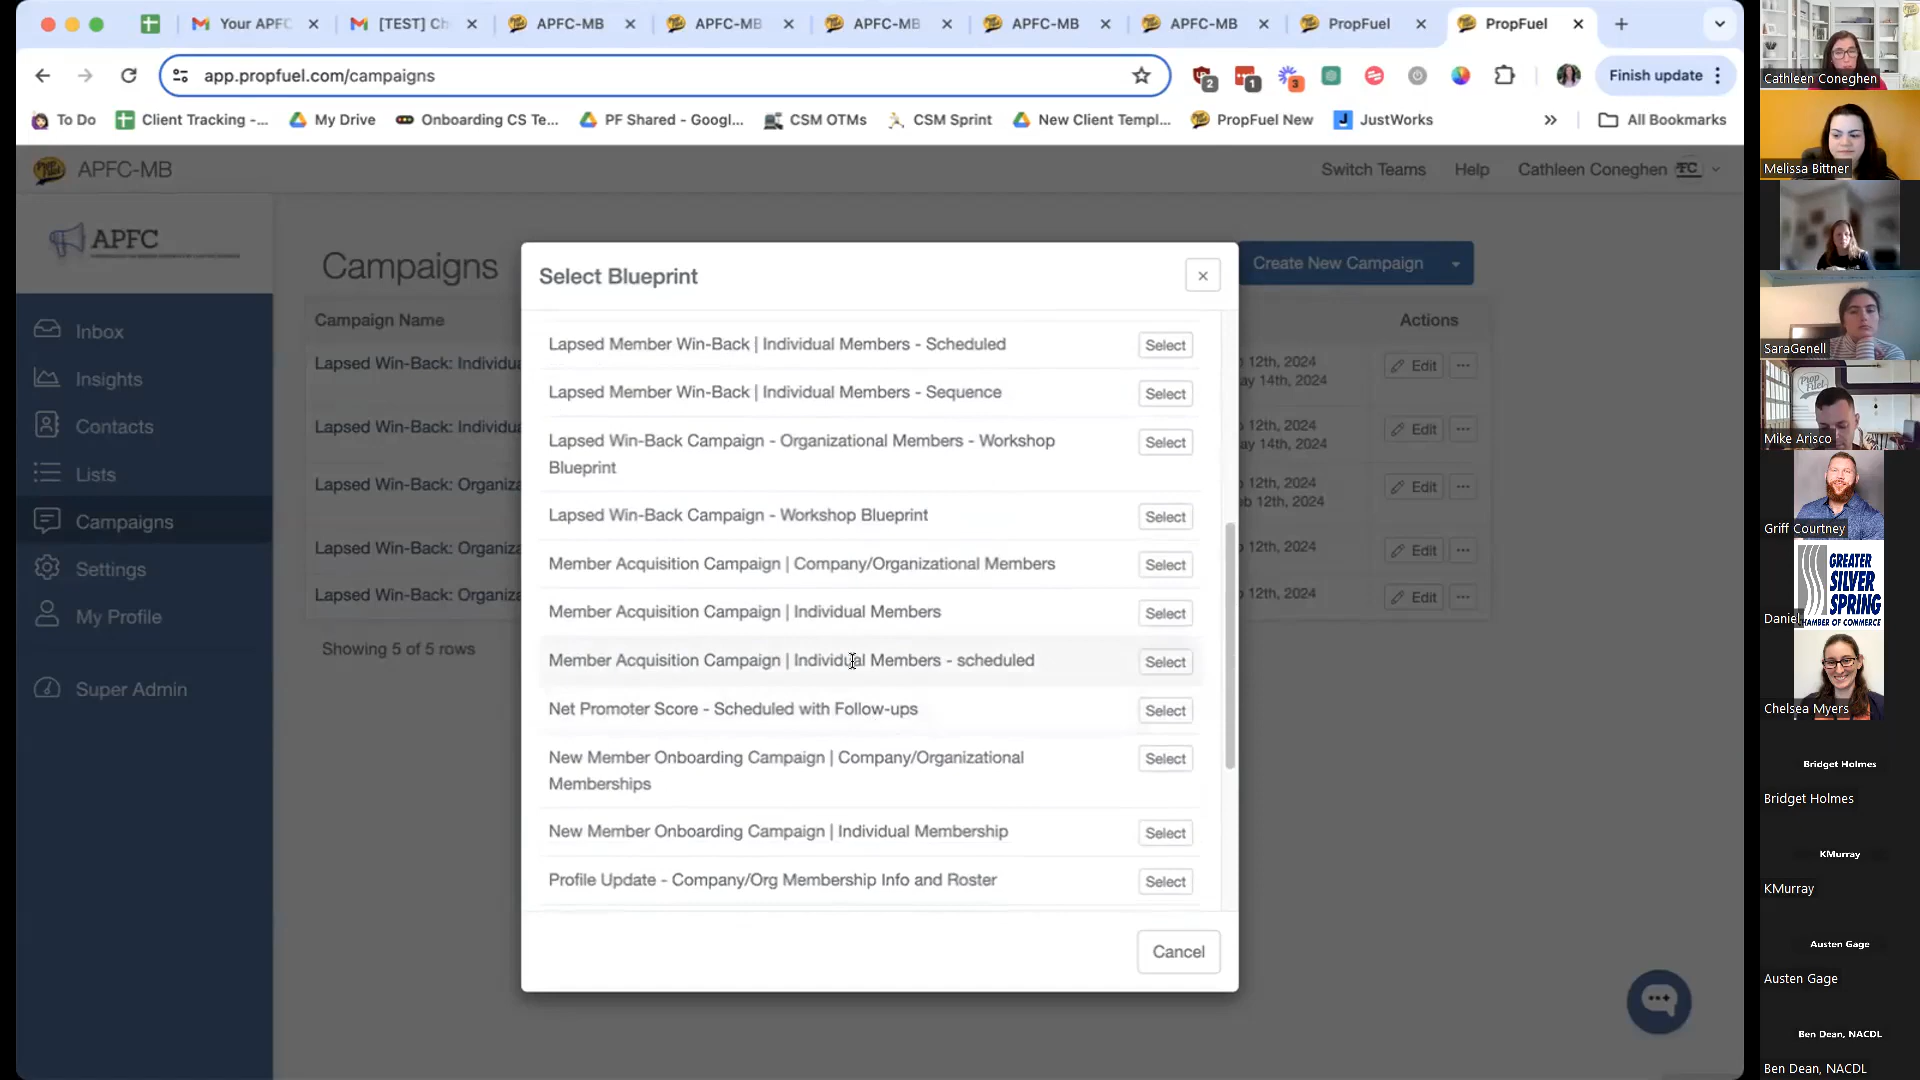 Your APFC
[TEST] Ch
APFC-MB
APFC-MB
APFC-MB
APFC-MB
APFC-MB
PropFuel
PropFuel
app.propfuel.com/campaigns
2
1
3
Finish update
To Do
Client Tracking -...
My Drive
Onboarding CS Te...
PF Shared - Googl...
CSM OTMs
CSM Sprint
New Client Templ...
PropFuel New
JustWorks
All Bookmarks
APFC-MB
Switch Teams
Help
Cathleen Coneghen
APFC
Inbox
Insights
Contacts
Lists
Campaigns
Settings
My Profile
Super Admin
Campaigns
Create New Campaign
Campaign Name
Actions
Lapsed Win-Back: Individu
12th, 2024
ay 14th, 2024
Edit
Lapsed Win-Back: Individu
12th, 2024
ay 14th, 2024
Edit
Lapsed Win-Back: Organiza
12th, 2024
eb 12th, 2024
Edit
Lapsed Win-Back: Organiza
12th, 2024
Edit
Lapsed Win-Back: Organiza
12th, 2024
Edit
Showing 5 of 5 rows
Select Blueprint
Lapsed Member Win-Back | Individual Members - Scheduled
Select
Lapsed Member Win-Back | Individual Members - Sequence
Select
Lapsed Win-Back Campaign - Organizational Members - Workshop
Blueprint
Select
Lapsed Win-Back Campaign - Workshop Blueprint
Select
Member Acquisition Campaign | Company/Organizational Members
Select
Member Acquisition Campaign | Individual Members
Select
Member Acquisition Campaign | Individual Members - scheduled
Select
Net Promoter Score - Scheduled with Follow-ups
Select
New Member Onboarding Campaign | Company/Organizational
Memberships
Select
New Member Onboarding Campaign | Individual Membership
Select
Profile Update - Company/Org Membership Info and Roster
Select
Cancel
Cathleen Coneghen
Melissa Bittner
SaraGenell
Prop
Fuel
Mike Arisco
Griff Courtney
GREATER
SILVER
SPRING
CHAMBER OF COMMERCE
Daniel
Chelsea Myers
Bridget Holmes
Bridget Holmes
KMurray
KMurray
Austen Gage
Austen Gage
Ben Dean, NACDL
Ben Dean, NACDL